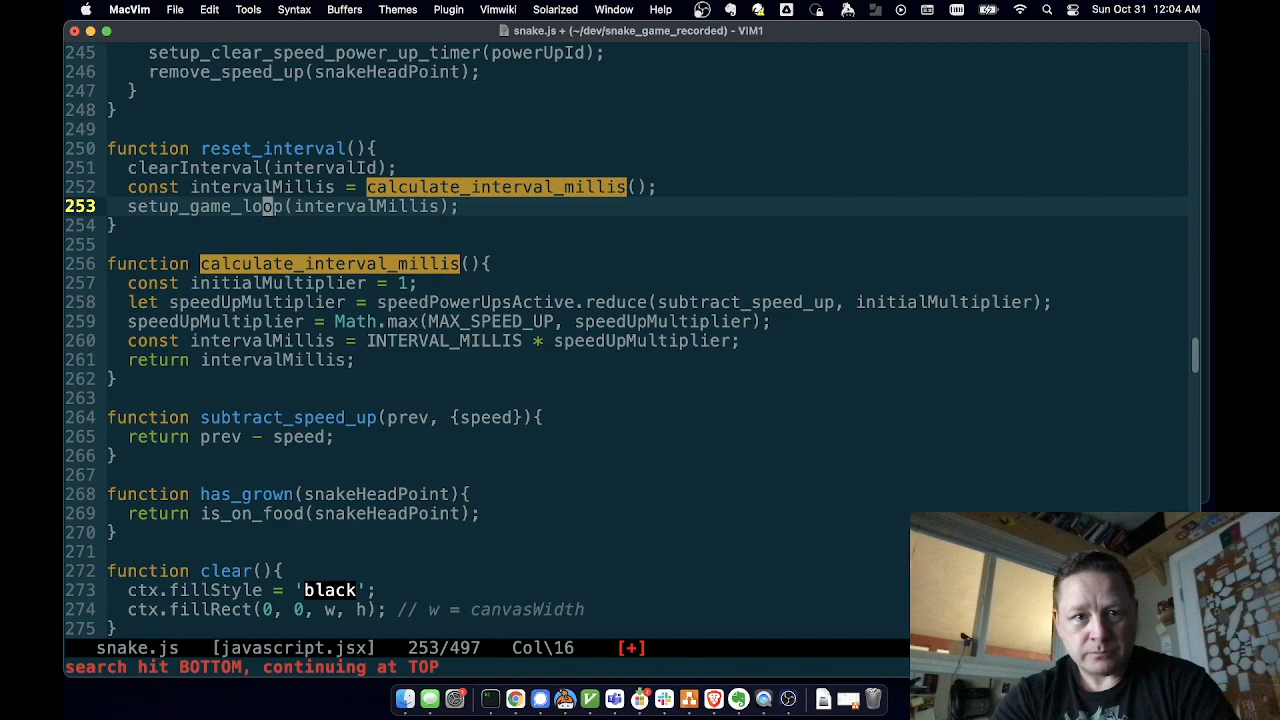 MacVim File Edit Tools Syntax Buffers Themes Plugin Vimwiki Solarized Window Help Sun Oct 31 12:04 AM
snake.js + (~/dev/snake_game_recorded) - VIM1
245 setup_clear_speed_power_up_timer(powerUpId);
246 remove_speed_up(snakeHeadPoint);
247 }
248 }
249
250 function reset_interval(){
251 clearInterval(intervalId);
252 const intervalMillis = calculate_interval_millis();
253 setup_game_loop(intervalMillis);
254 }
255
256 function calculate_interval_millis(){
257 const initialMultiplier = 1;
258 let speedUpMultiplier = speedPowerUpsActive.reduce(subtract_speed_up, initialMultiplier);
259 speedUpMultiplier = Math.max(MAX_SPEED_UP, speedUpMultiplier);
260 const intervalMillis = INTERVAL_MILLIS * speedUpMultiplier;
261 return intervalMillis;
262 }
263
264 function subtract_speed_up(prev, {speed}){
265 return prev - speed;
266 }
267
268 function has_grown(snakeHeadPoint){
269 return is_on_food(snakeHeadPoint);
270 }
271
272 function clear(){
273 ctx.fillStyle = 'black';
274 ctx.fillRect(0, 0, w, h); // w = canvasWidth
275 }
snake.js [javascript.jsx] 253/497 Col\16 [+]
search hit BOTTOM, continuing at TOP